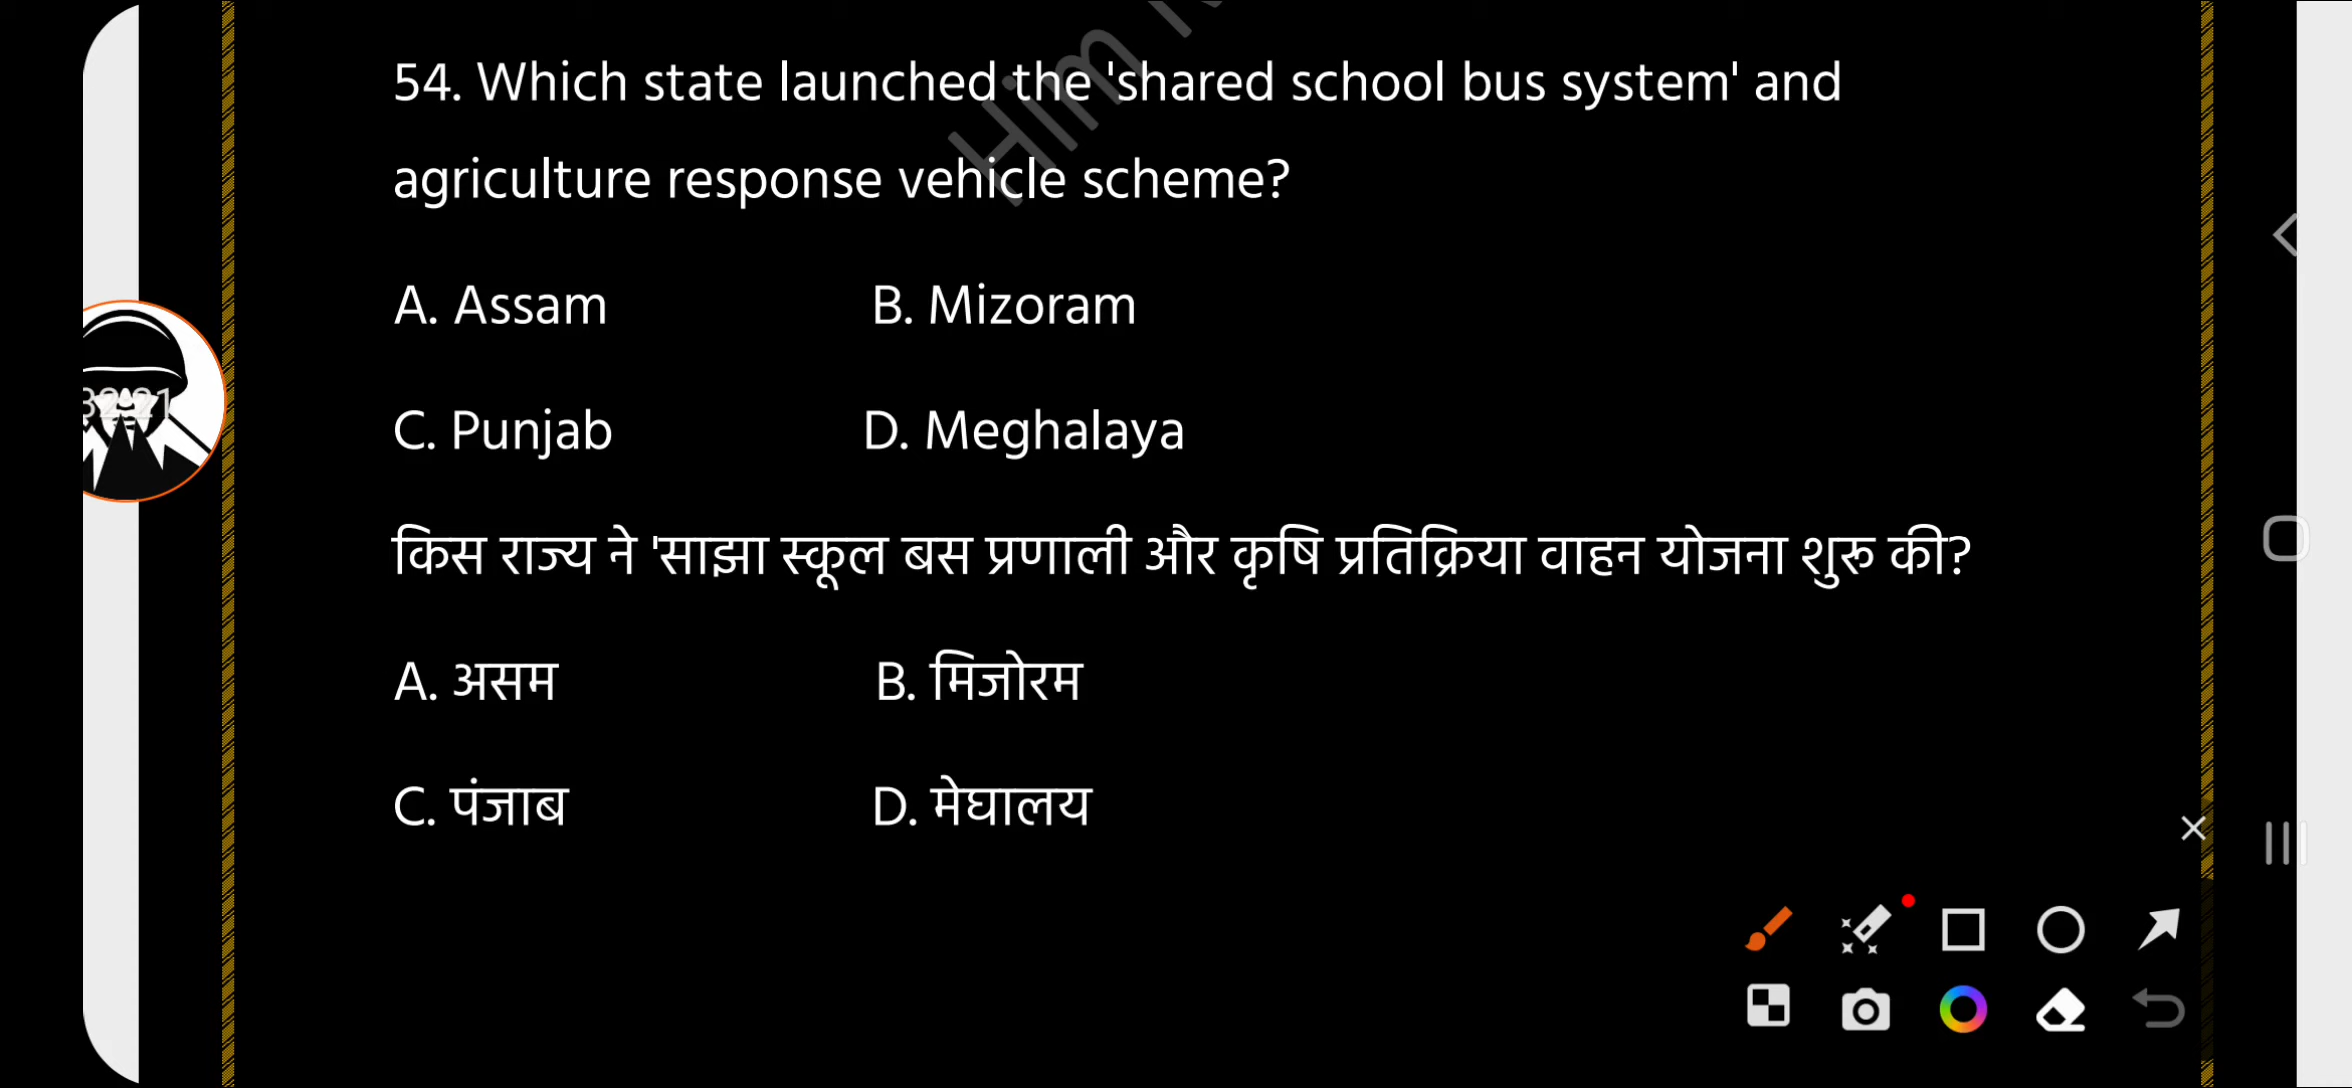 54. Which state launched the 'shared school bus system' and
agriculture response vehicle scheme?
A. Assam B. Mizoram
C. Punjab D. Meghalaya
किस राज्य ने 'साझा स्कूल बस प्रणाली और कृषि प्रतिक्रिया वाहन योजना शुरू की?
A. असम B. मिजोरम
C. पंजाब D. मेघालय
Him